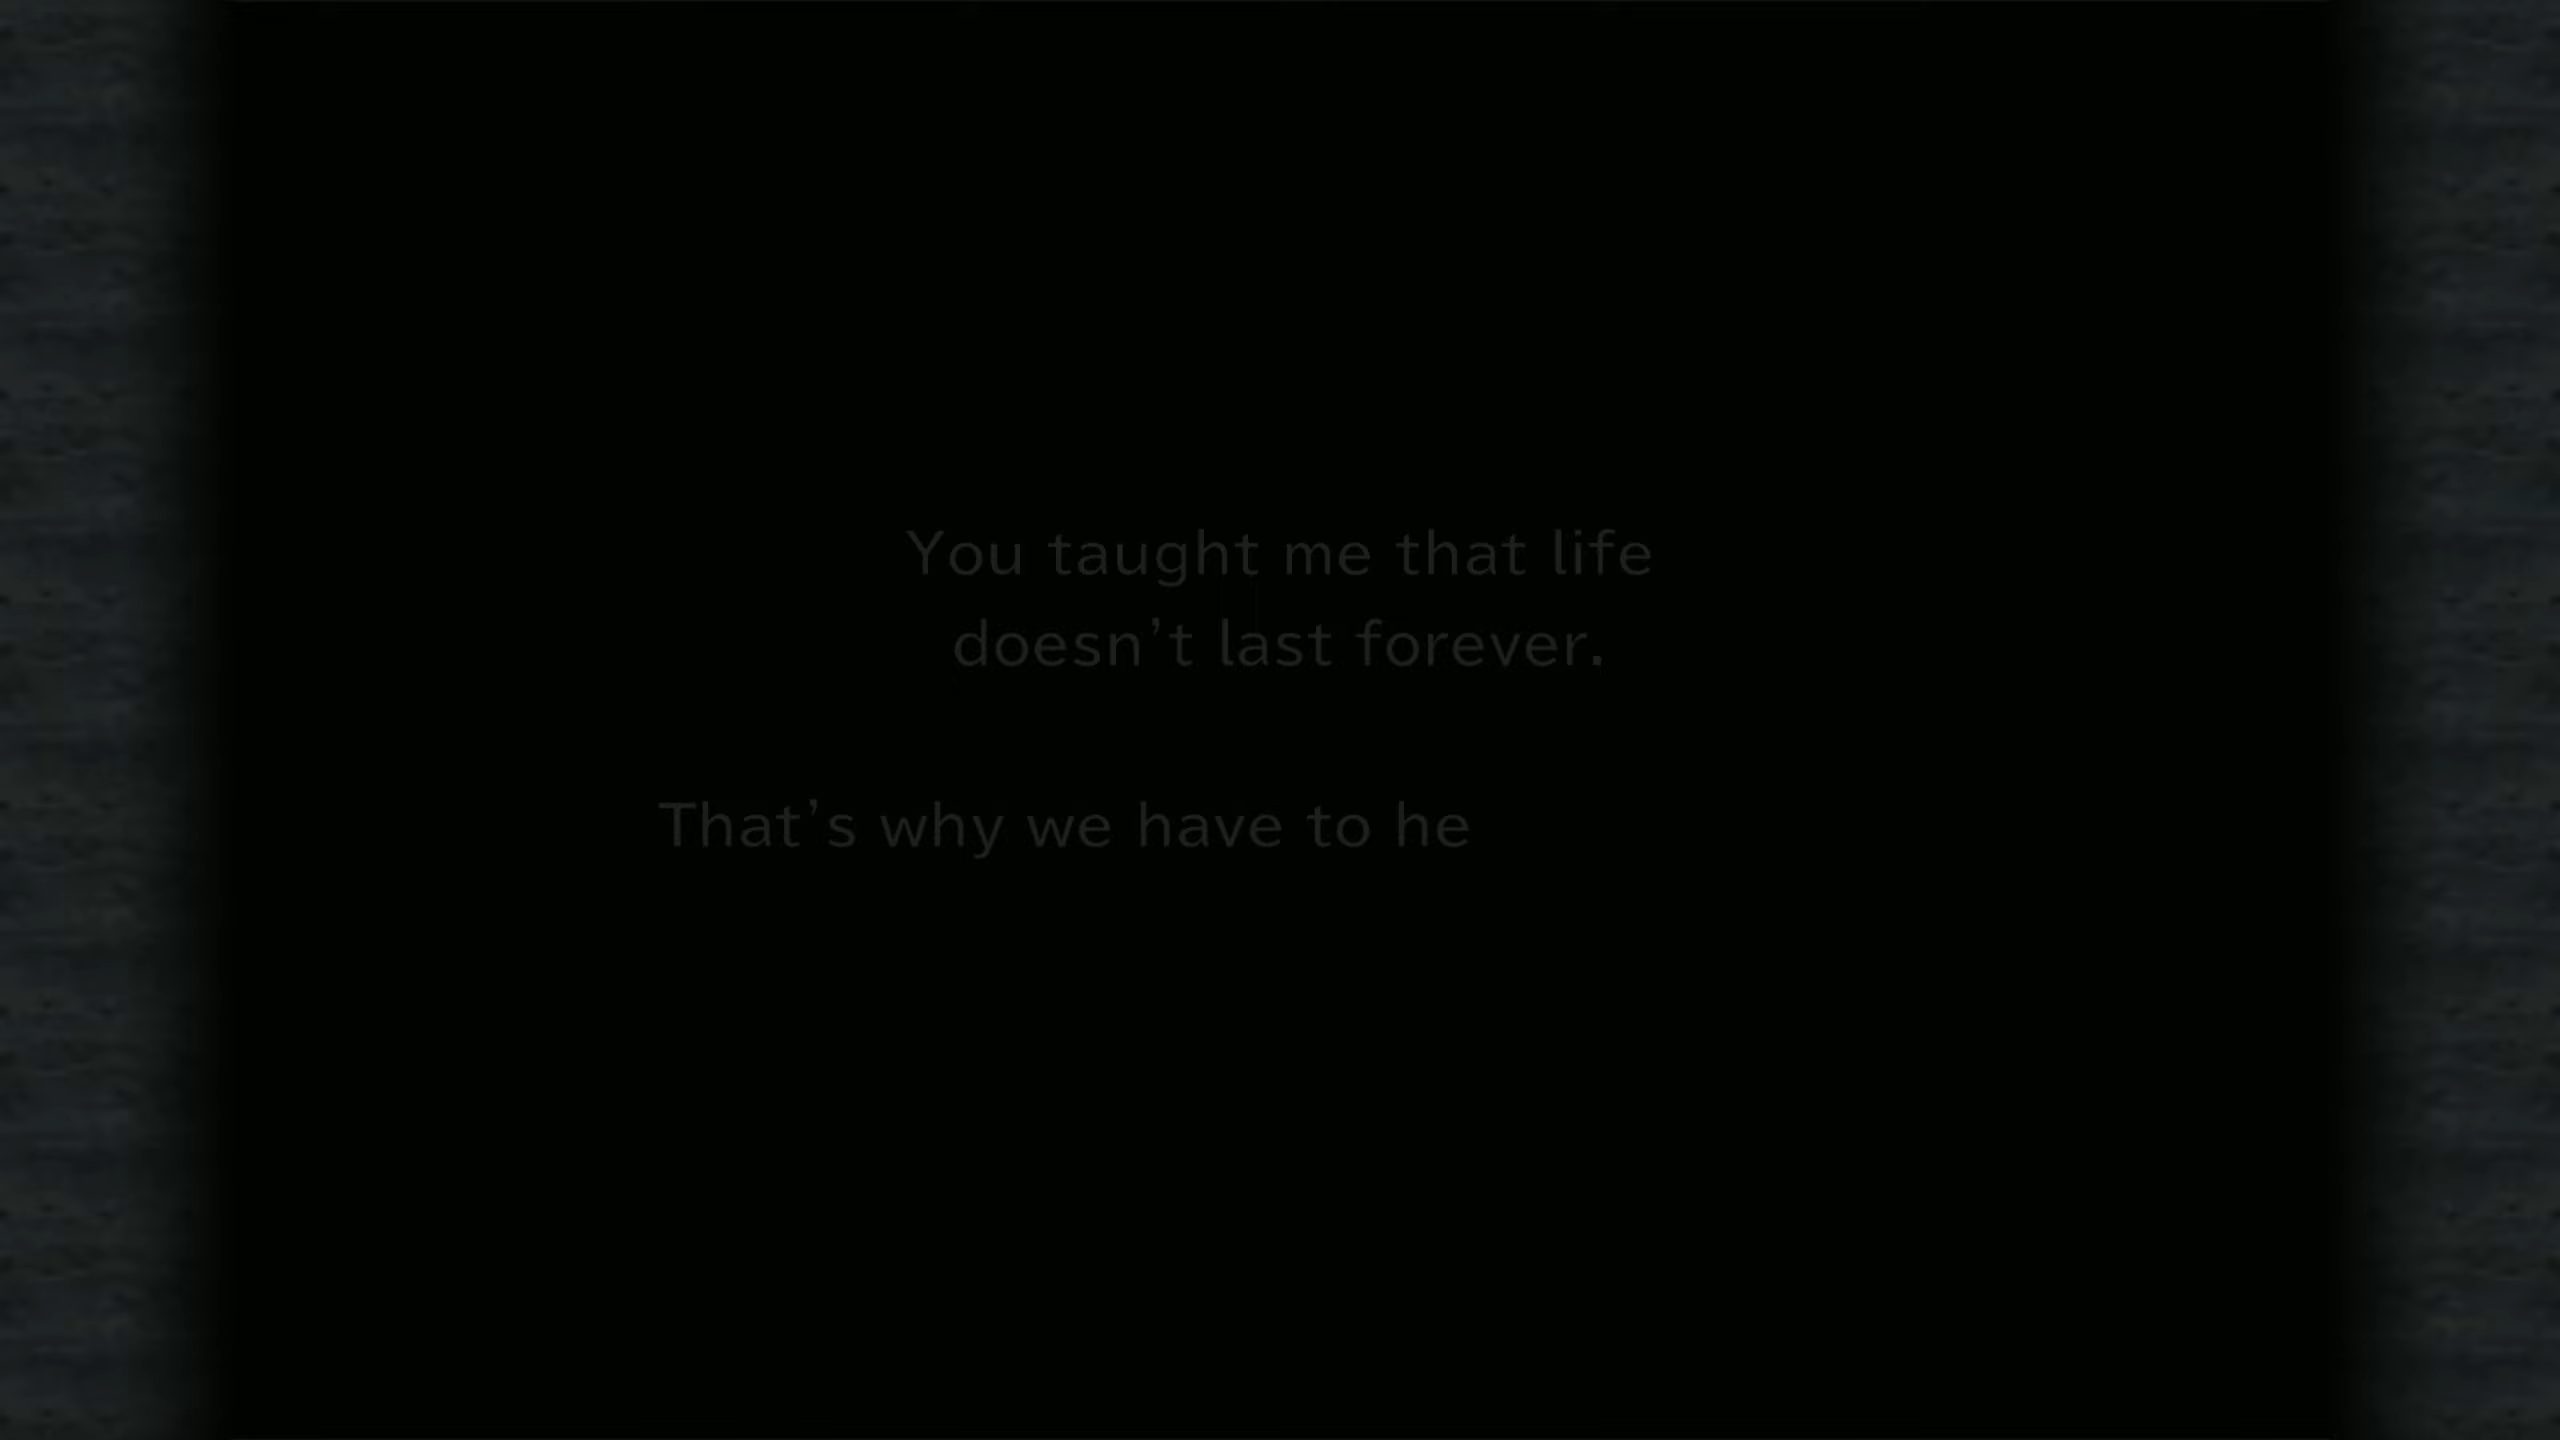 You taught me that life
doesn’t last forever.
That’s why we have to he